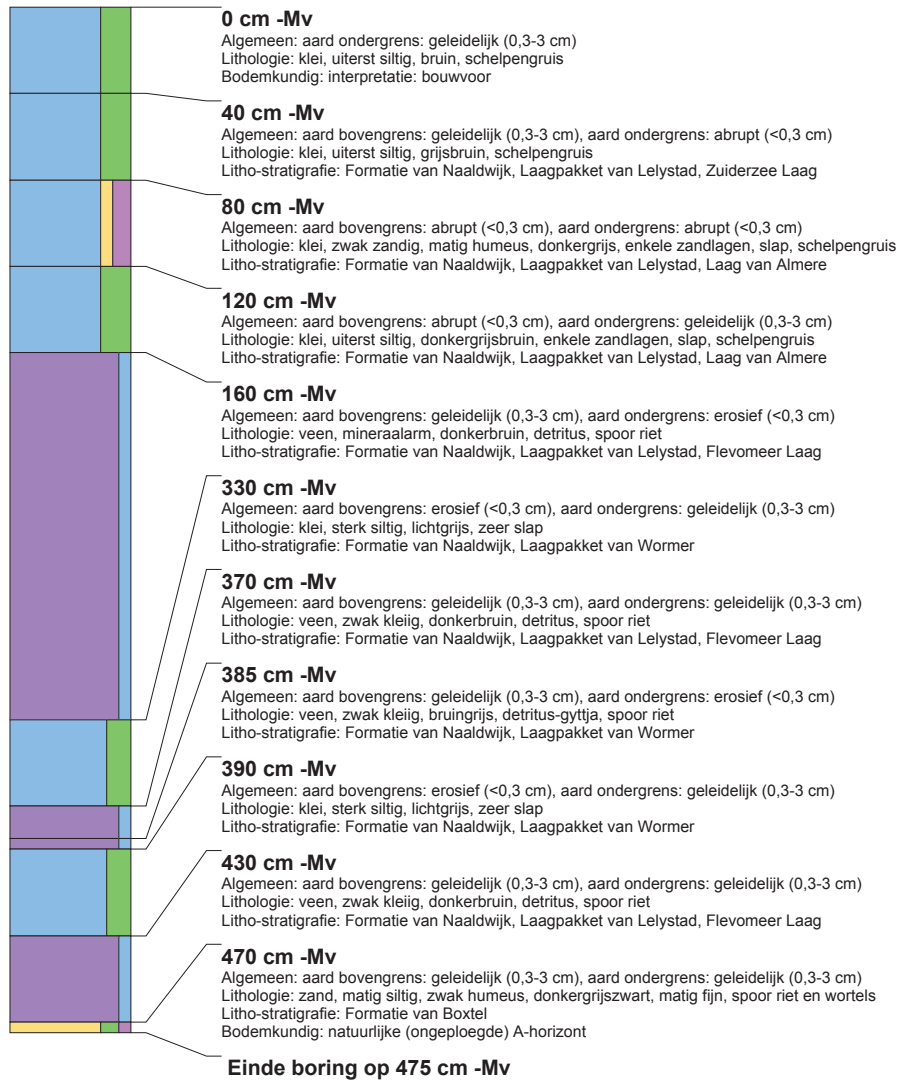 0 cm -Mv
Algemeen: aard ondergrens: geleidelijk (0,3-3 cm)
Lithologie: klei, uiterst siltig, bruin, schelpengruis
Bodemkundig: interpretatie: bouwvoor
40 cm -Mv
Algemeen: aard bovengrens: geleidelijk (0,3-3 cm), aard ondergrens: abrupt (<0,3 cm)
Lithologie: klei, uiterst siltig, grijsbruin, schelpengruis
Litho-stratigrafie: Formatie van Naaldwijk, Laagpakket van Lelystad, Zuiderzee Laag
80 cm -Mv
Algemeen: aard bovengrens: abrupt (<0,3 cm), aard ondergrens: abrupt (<0,3 cm)
Lithologie: klei, zwak zandig, matig humeus, donkergrijs, enkele zandlagen, slap, schelpengruis
Litho-stratigrafie: Formatie van Naaldwijk, Laagpakket van Lelystad, Laag van Almere
120 cm -Mv
Algemeen: aard bovengrens: abrupt (<0,3 cm), aard ondergrens: geleidelijk (0,3-3 cm)
Lithologie: klei, uiterst siltig, donkergrijsbruin, enkele zandlagen, slap, schelpengruis
Litho-stratigrafie: Formatie van Naaldwijk, Laagpakket van Lelystad, Laag van Almere
160 cm -Mv
Algemeen: aard bovengrens: geleidelijk (0,3-3 cm), aard ondergrens: erosief (<0,3 cm)
Lithologie: veen, mineraalarm, donkerbruin, detritus, spoor riet
Litho-stratigrafie: Formatie van Naaldwijk, Laagpakket van Lelystad, Flevomeer Laag
330 cm -Mv
Algemeen: aard bovengrens: erosief (<0,3 cm), aard ondergrens: geleidelijk (0,3-3 cm)
Lithologie: klei, sterk siltig, lichtgrijs, zeer slap
Litho-stratigrafie: Formatie van Naaldwijk, Laagpakket van Wormer
370 cm -Mv
Algemeen: aard bovengrens: geleidelijk (0,3-3 cm), aard ondergrens: geleidelijk (0,3-3 cm)
Lithologie: veen, zwak kleiig, donkerbruin, detritus, spoor riet
Litho-stratigrafie: Formatie van Naaldwijk, Laagpakket van Lelystad, Flevomeer Laag
385 cm -Mv
Algemeen: aard bovengrens: geleidelijk (0,3-3 cm), aard ondergrens: erosief (<0,3 cm)
Lithologie: veen, zwak kleiig, bruingrijs, detritus-gyttja, spoor riet
Litho-stratigrafie: Formatie van Naaldwijk, Laagpakket van Wormer
390 cm -Mv
Algemeen: aard bovengrens: erosief (<0,3 cm), aard ondergrens: geleidelijk (0,3-3 cm)
Lithologie: klei, sterk siltig, lichtgrijs, zeer slap
Litho-stratigrafie: Formatie van Naaldwijk, Laagpakket van Wormer
430 cm -Mv
Algemeen: aard bovengrens: geleidelijk (0,3-3 cm), aard ondergrens: geleidelijk (0,3-3 cm)
Lithologie: veen, zwak kleiig, donkerbruin, detritus, spoor riet
Litho-stratigrafie: Formatie van Naaldwijk, Laagpakket van Lelystad, Flevomeer Laag
470 cm -Mv
Algemeen: aard bovengrens: geleidelijk (0,3-3 cm), aard ondergrens: geleidelijk (0,3-3 cm)
Lithologie: zand, matig siltig, zwak humeus, donkergrijszwart, matig fijn, spoor riet en wortels
Litho-stratigrafie: Formatie van Boxtel
Bodemkundig: natuurlijke (ongeploegde) A-horizont
Einde boring op 475 cm -Mv